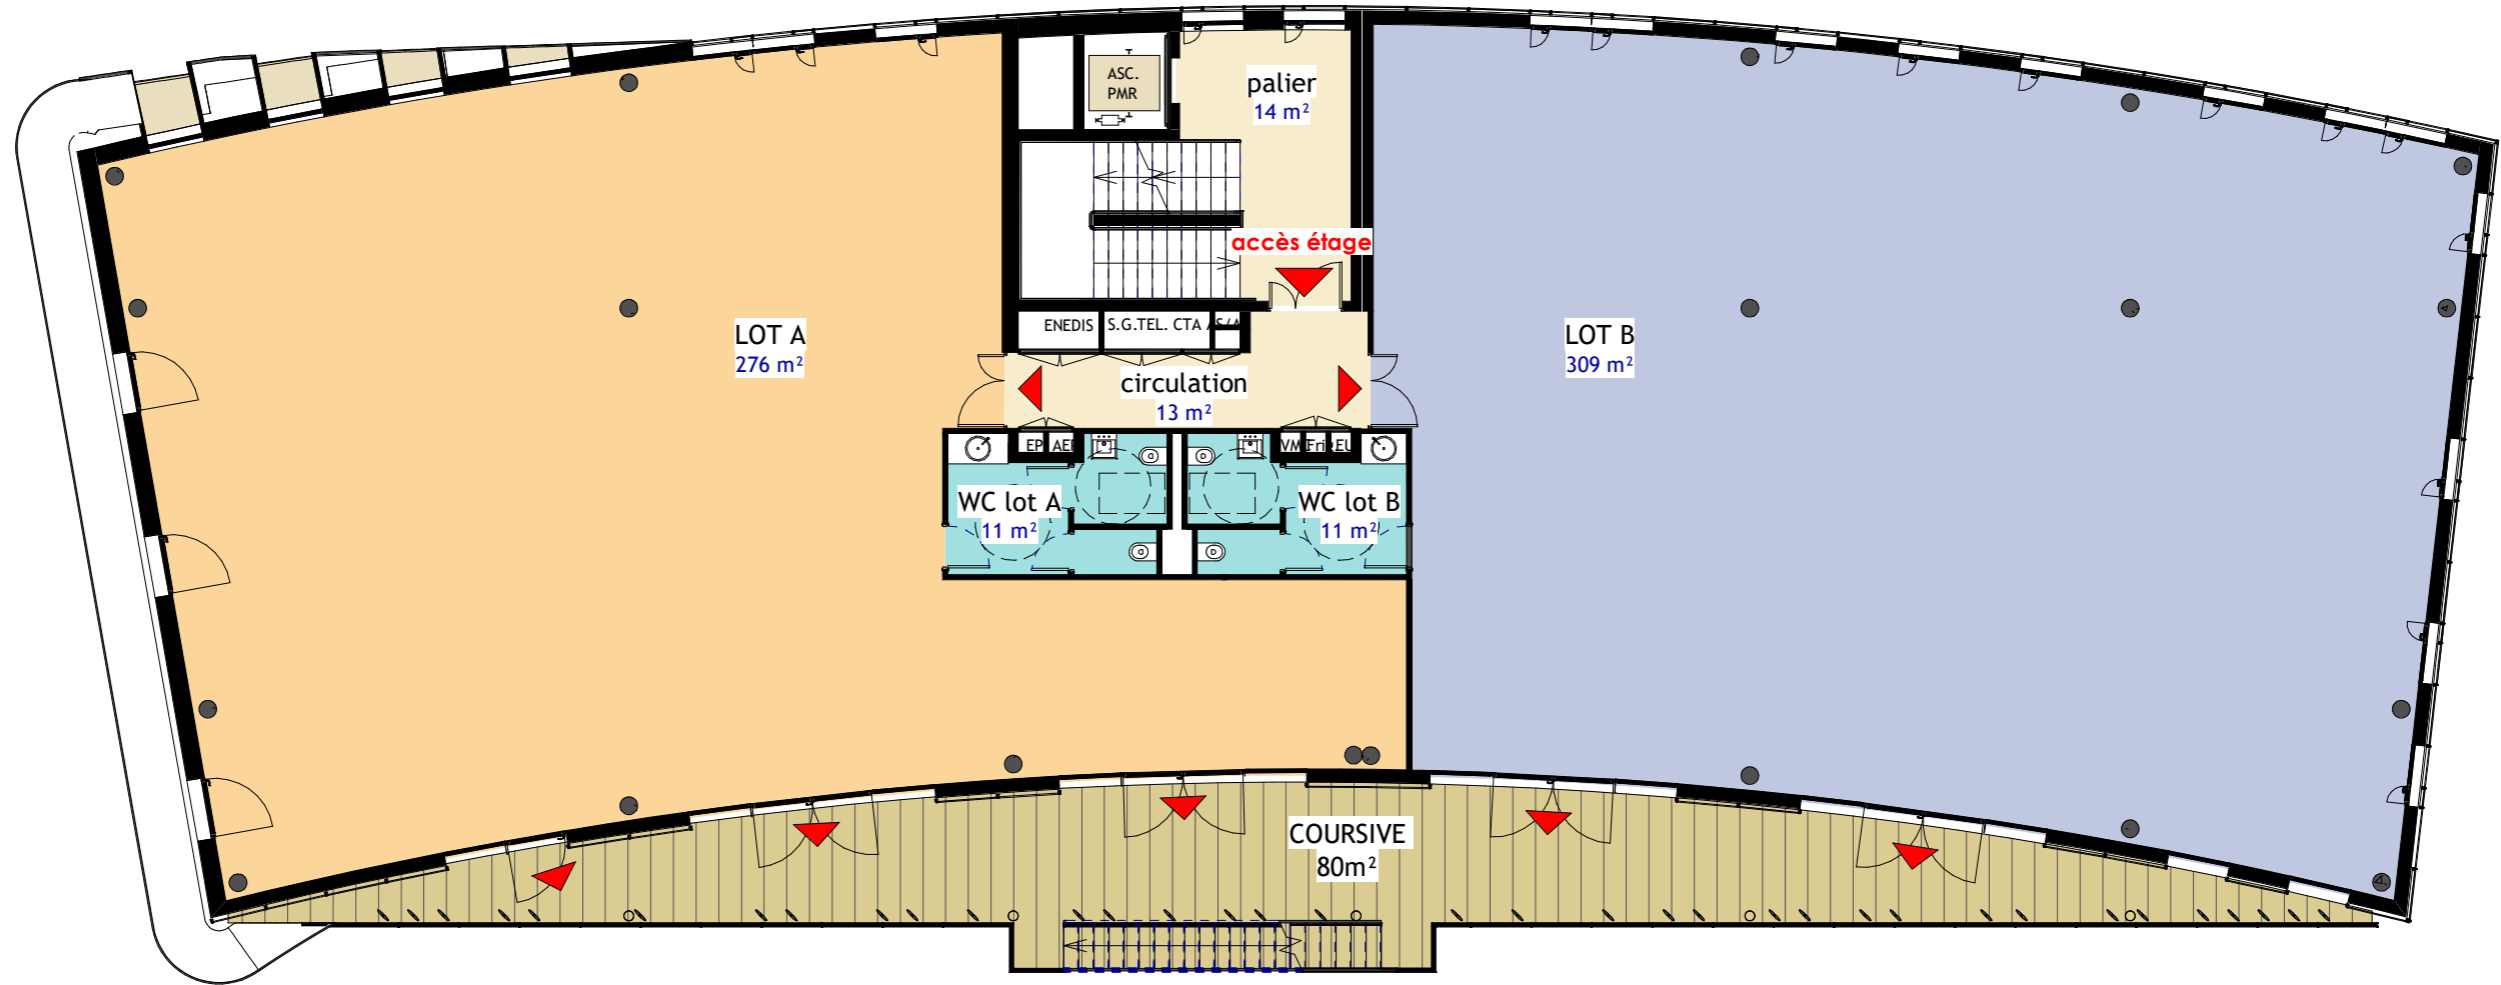 ASC.
PMR
palier
14 m²
accès étage
ENEDIS
S.G.TEL. CTA
LOT A
276 m²
LOT B
309 m²
circulation
13 m²
EP
WC lot A
11 m²
WC lot B
11 m²
COURSIVE
80m²